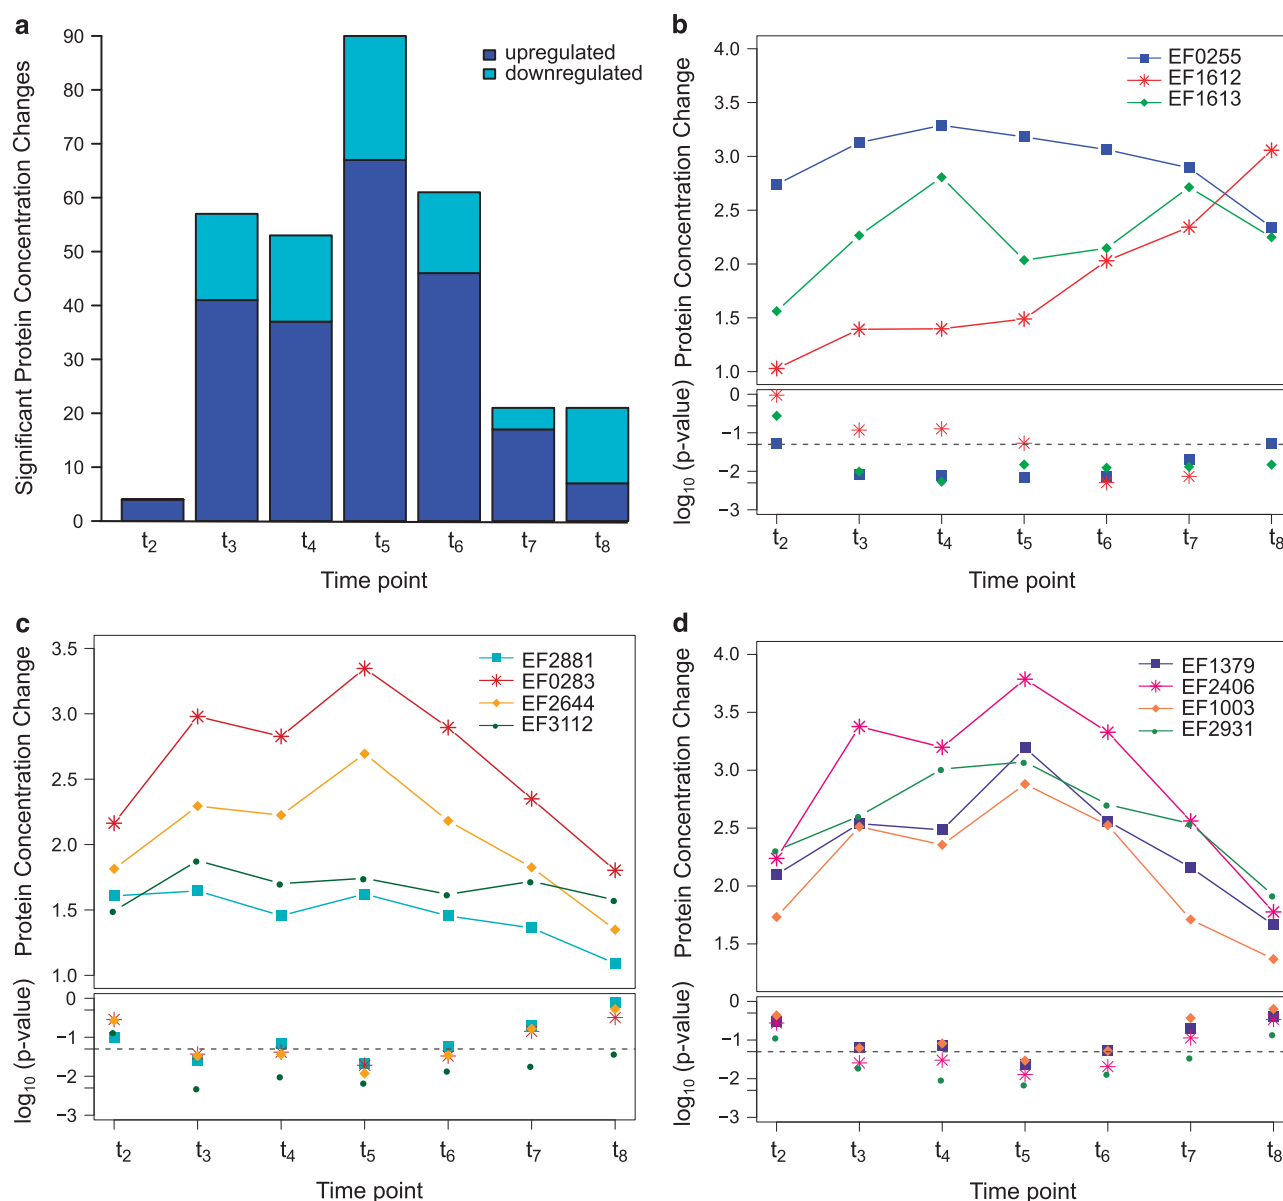 a
Significant Protein Concentration Changes
90
80
70
60
50
40
30
20
10
0
upregulated
downregulated
t2 t3 t4 t5 t6 t7 t8
Time point
b
Protein Concentration Change
4.0
3.5
3.0
2.5
2.0
1.5
1.0
EF0255
EF1612
EF1613
log10 (p-value)
0
−1
−2
−3
t2 t3 t4 t5 t6 t7 t8
Time point
c
Protein Concentration Change
3.5
3.0
2.5
2.0
1.5
1.0
EF2881
EF0283
EF2644
EF3112
log10 (p-value)
0
−1
−2
−3
t2 t3 t4 t5 t6 t7 t8
Time point
d
Protein Concentration Change
4.0
3.5
3.0
2.5
2.0
1.5
EF1379
EF2406
EF1003
EF2931
log10 (p-value)
0
−1
−2
−3
t2 t3 t4 t5 t6 t7 t8
Time point